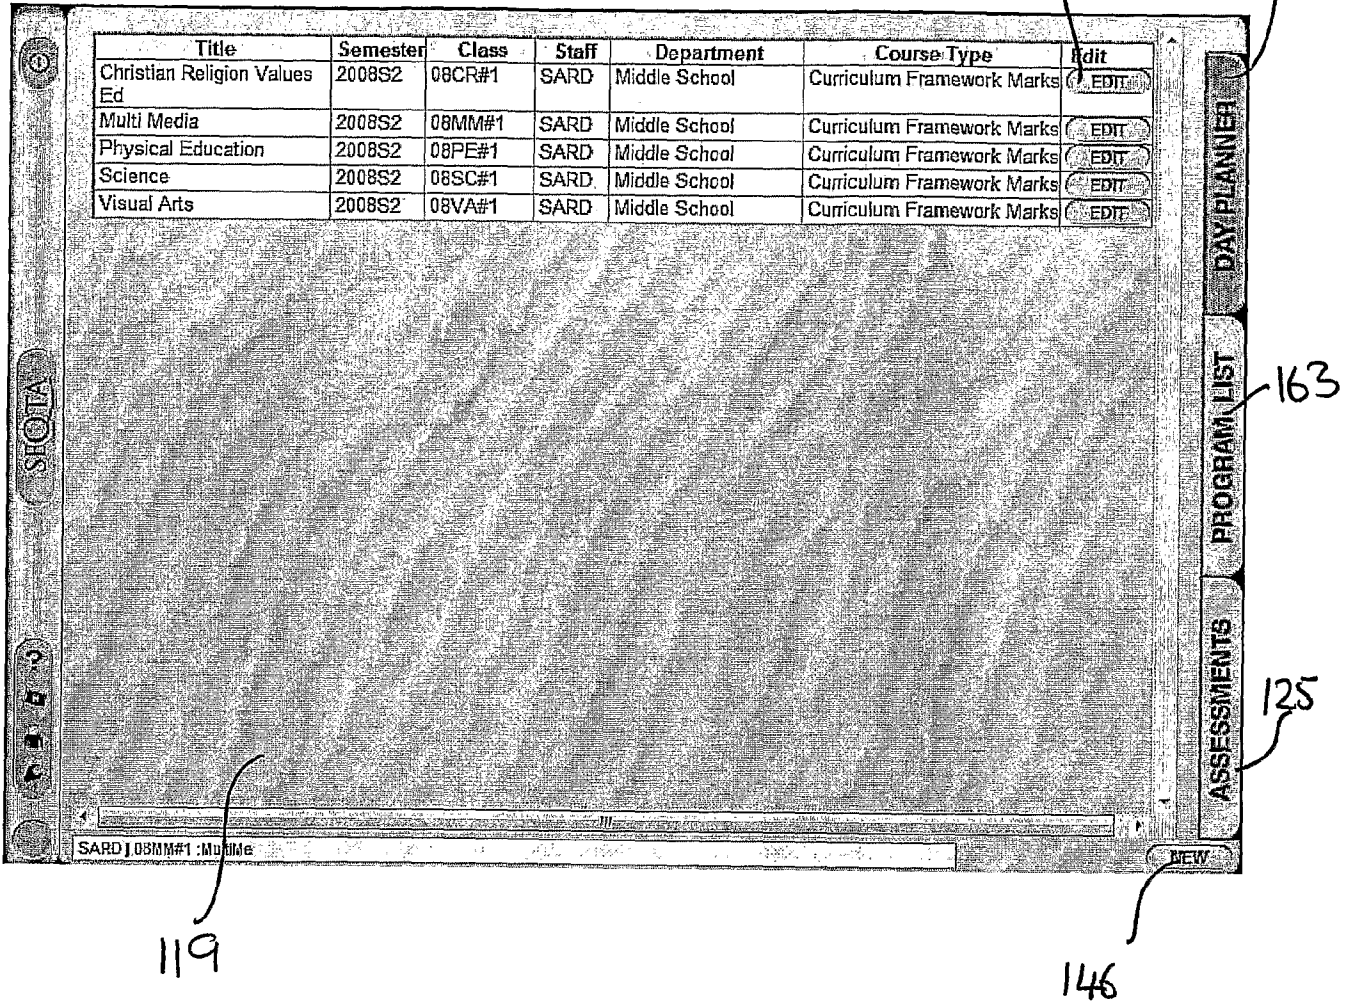 Title Semester Class Staff Department Course Type Edit
Christian Religion Values Ed 2008S2 08CR#1 SARD Middle School Curriculum Framework Marks EDIT
Multi Media 2008S2 08MM#1 SARD Middle School Curriculum Framework Marks EDIT
Physical Education 2008S2 08PE#1 SARD Middle School Curriculum Framework Marks EDIT
Science 2008S2 08SC#1 SARD Middle School Curriculum Framework Marks EDIT
Visual Arts 2008S2 08VA#1 SARD Middle School Curriculum Framework Marks EDIT
DAY PLANNER
PROGRAM LIST
163
ASSESSMENTS
125
SEQTA
?
SARD 08MM#1
NEW
119
146